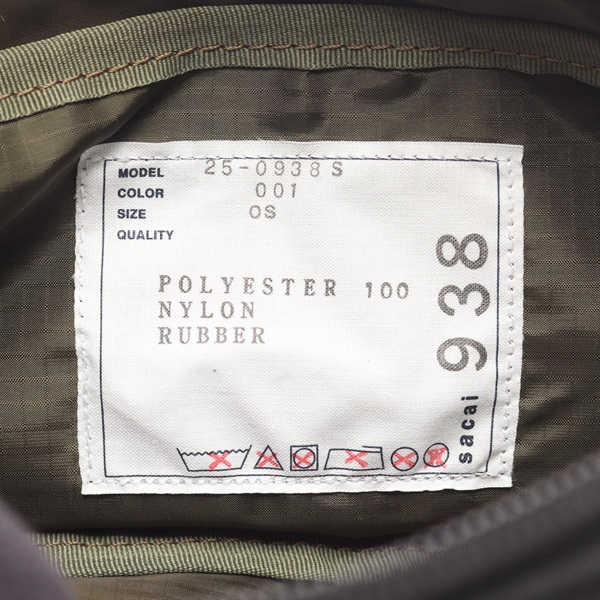 MODEL 25-0938S
COLOR 001
SIZE OS
QUALITY
POLYESTER 100
NYLON
RUBBER
938
sacai